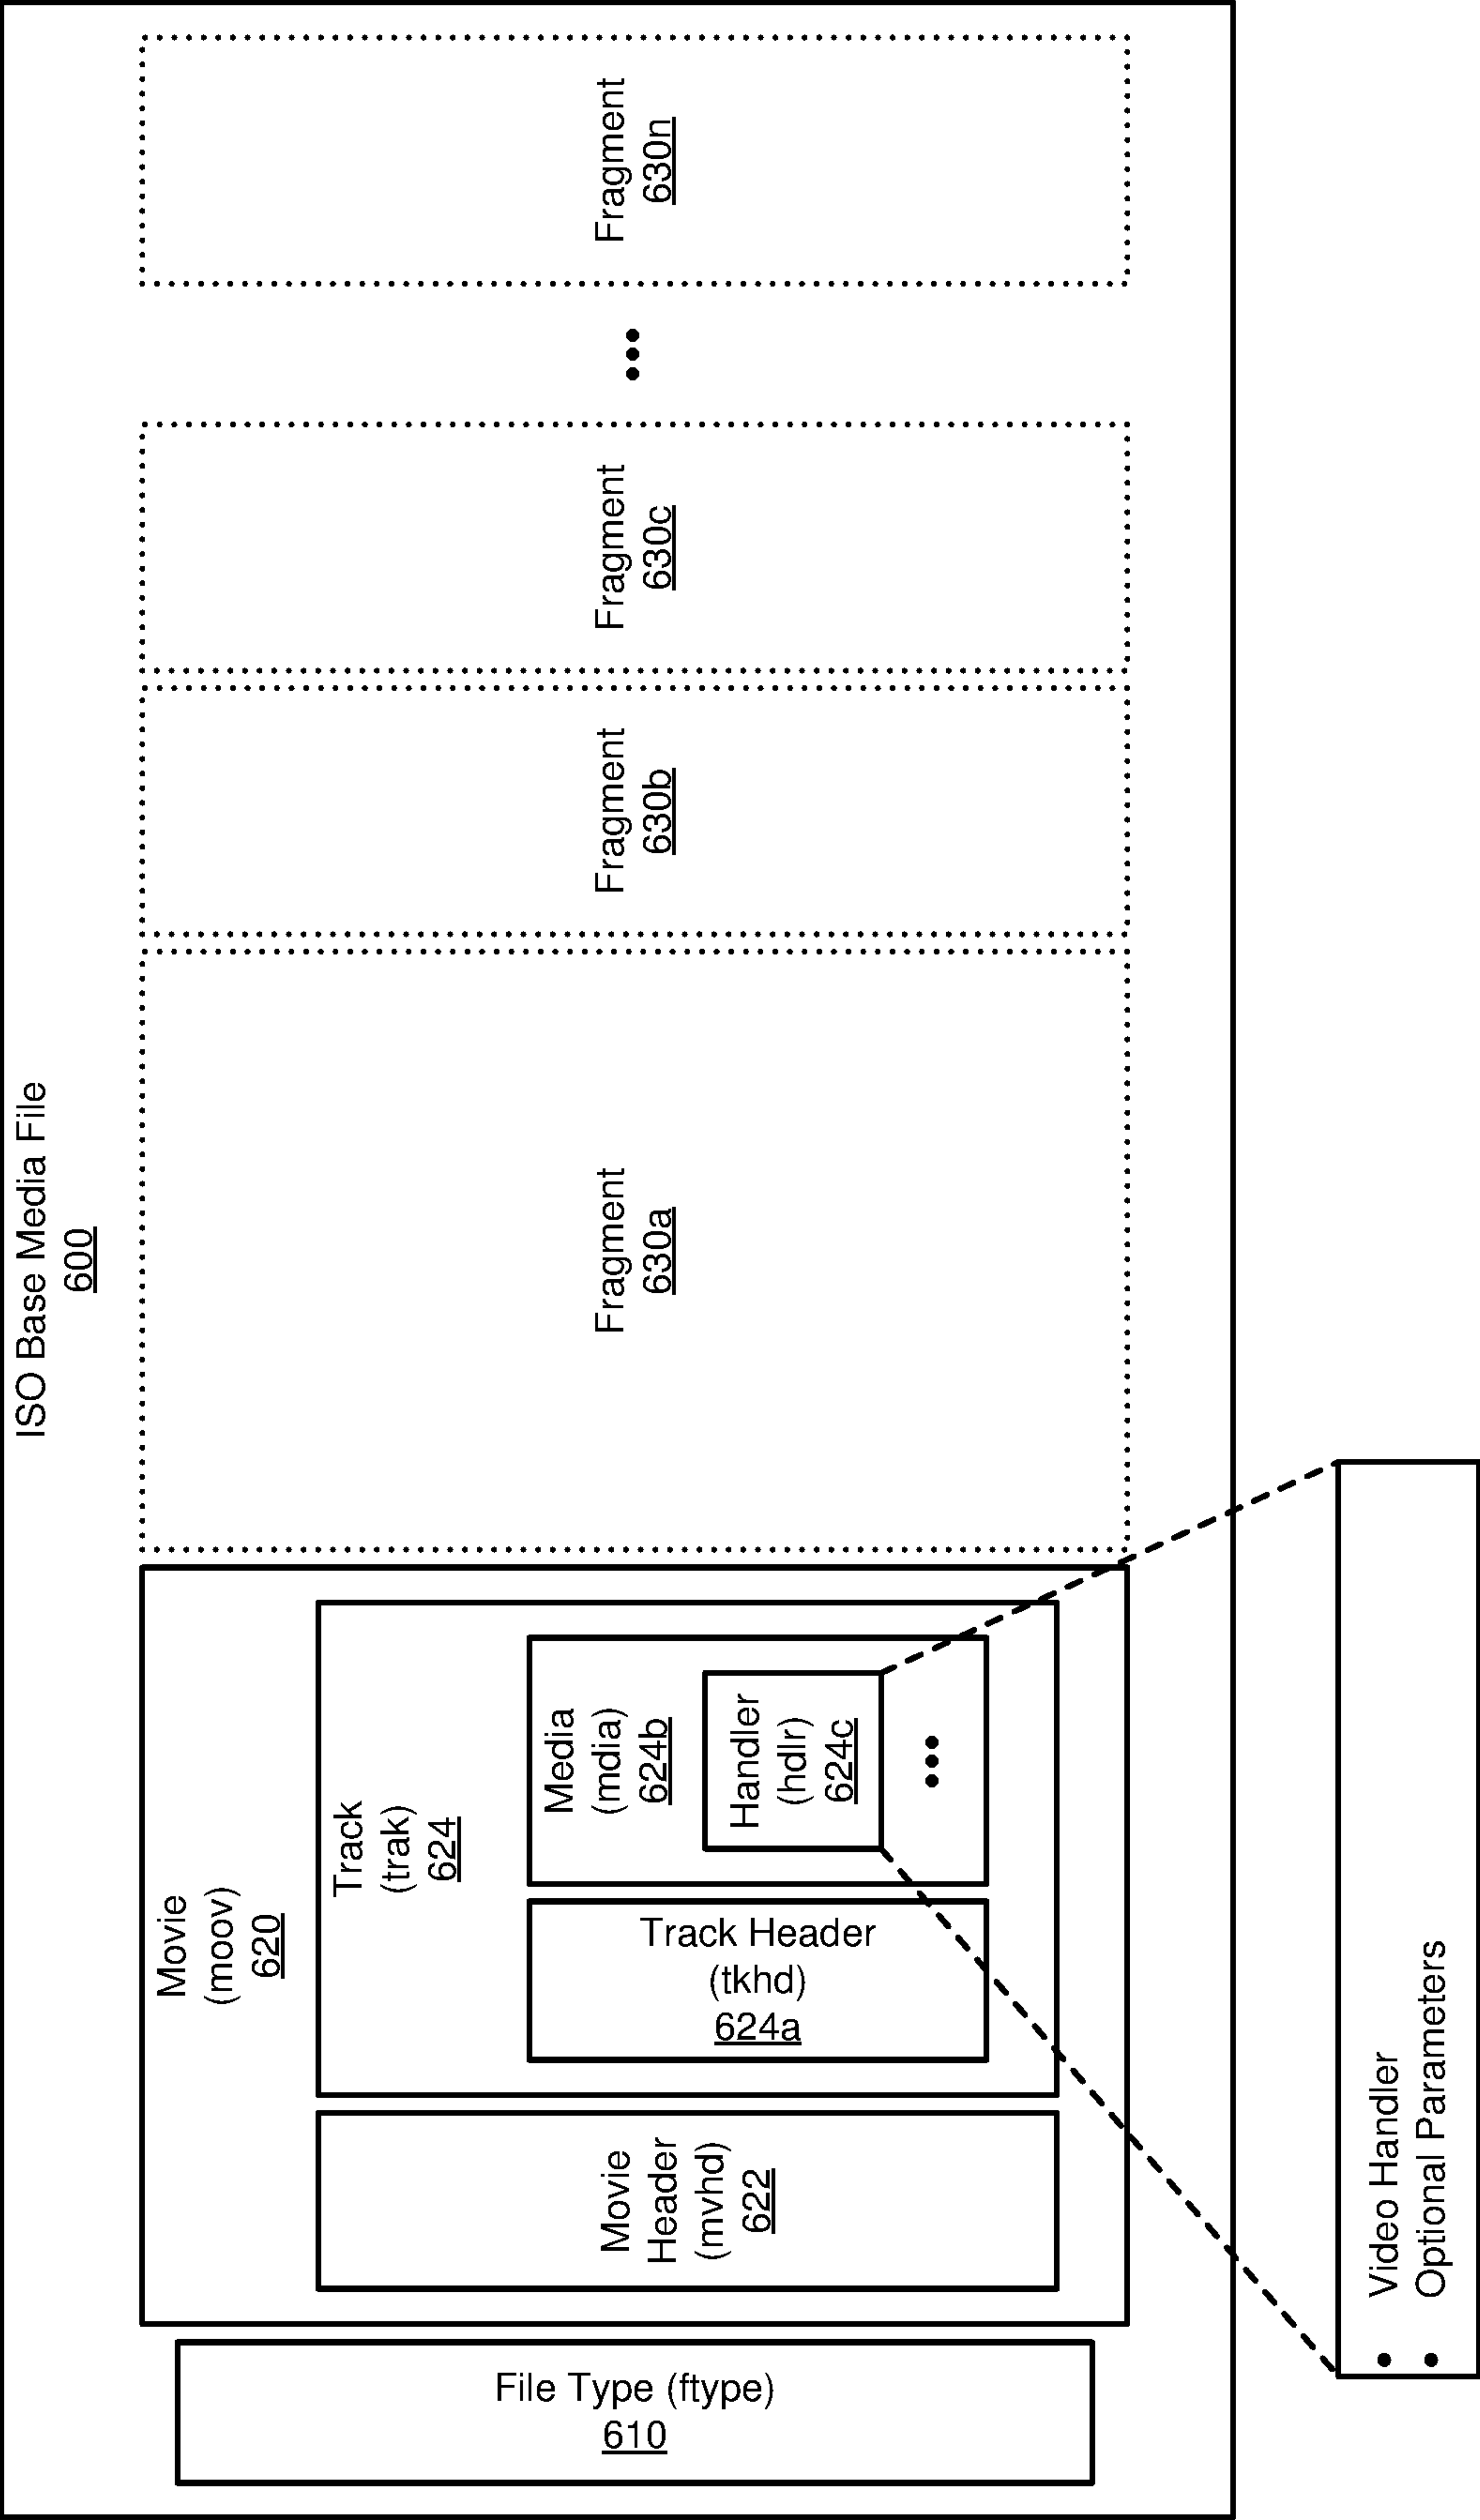 ISO Base Media File
600
File Type (ftype)
610
Movie
(moov)
620
Movie
Header
(mvhd)
622
Track
(trak)
624
Track Header
(tkhd)
624a
Media
(mdia)
624b
Handler
(hdlr)
624c
•••
Fragment
630a
Fragment
630b
Fragment
630c
•••
Fragment
630n
• Video Handler
• Optional Parameters